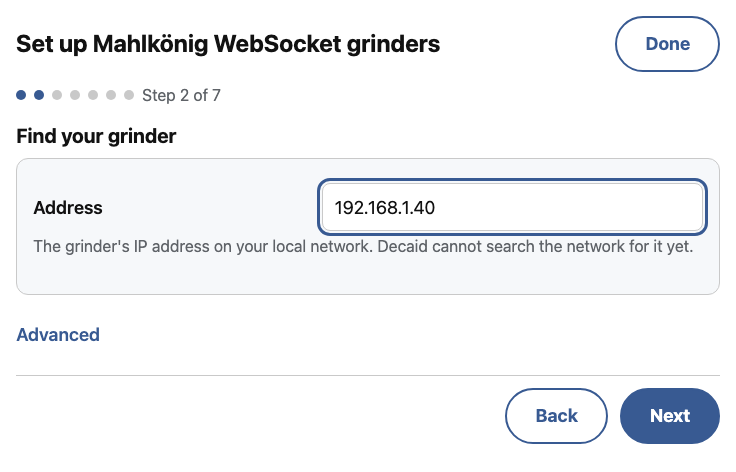 Set up Mahlkönig WebSocket grinders
Done
Step 2 of 7
Find your grinder
Address
192.168.1.40
The grinder's IP address on your local network. Decaid cannot search the network for it yet.
Advanced
Back
Next